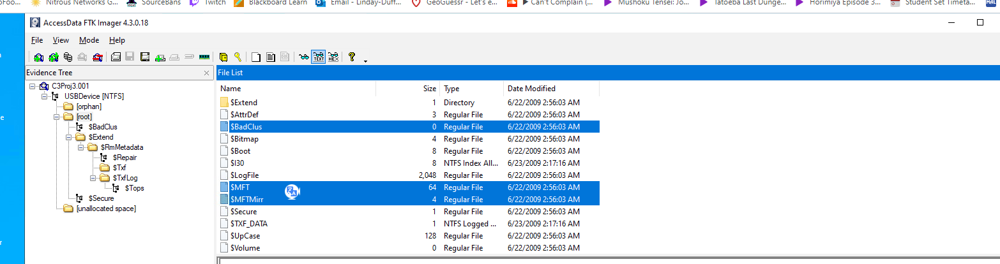 Nitrous Networks G... SourceBans Twitch Blackboard Learn Email - Linday-Duff... GeoGuessr - Let's e... Can't Complain (... Mushoku Tensei: Jo... Tatoeba Last Dunge... Horimiya Episode 3... Student Set Timeta... MAL
AccessData FTK Imager 4.3.0.18
File View Mode Help
TEXT HEX
Evidence Tree
C3Proj3.001
USBDevice [NTFS]
[orphan]
[root]
$BadClus
$Extend
$RmMetadata
$Repair
$Txf
$TxfLog
$Tops
$Secure
[unallocated space]
File List
Name Size Type Date Modified
$Extend 1 Directory 6/22/2009 2:56:03 AM
$AttrDef 3 Regular File 6/22/2009 2:56:03 AM
$BadClus 0 Regular File 6/22/2009 2:56:03 AM
$Bitmap 4 Regular File 6/22/2009 2:56:03 AM
$Boot 8 Regular File 6/22/2009 2:56:03 AM
$I30 8 NTFS Index All... 6/23/2009 2:17:16 AM
$LogFile 2,048 Regular File 6/22/2009 2:56:03 AM
$MFT 64 Regular File 6/22/2009 2:56:03 AM
$MFTMirr 4 Regular File 6/22/2009 2:56:03 AM
$Secure 1 Regular File 6/22/2009 2:56:03 AM
$TXF_DATA 1 NTFS Logged ... 6/23/2009 2:17:16 AM
$UpCase 128 Regular File 6/22/2009 2:56:03 AM
$Volume 0 Regular File 6/22/2009 2:56:03 AM